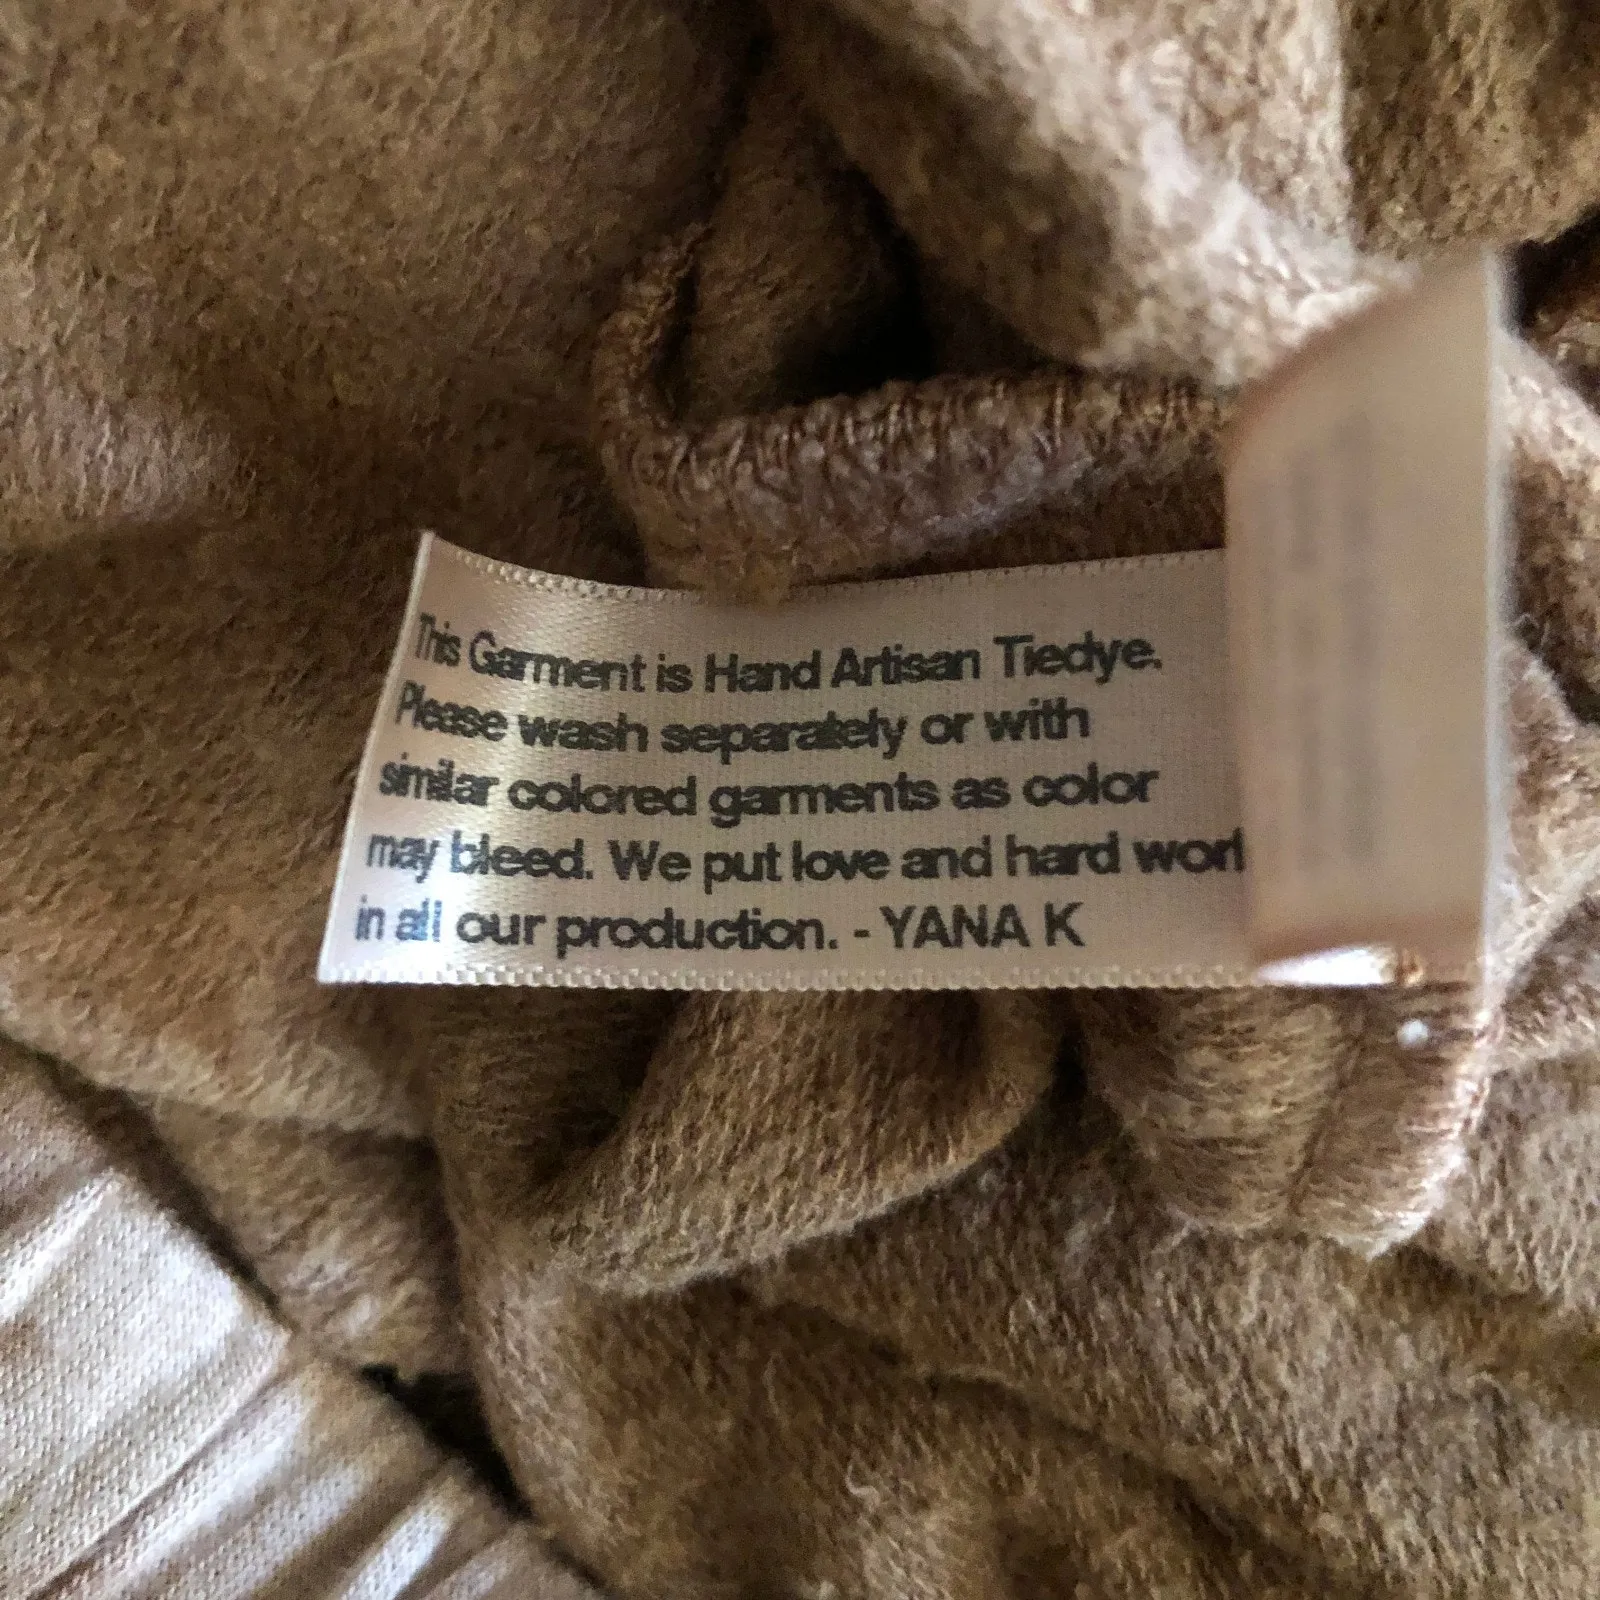 This Garment is Hand Artisan Tiedye.
Please wash separately or with
similar colored garments as color
may bleed. We put love and hard work
in all our production. - YANA K